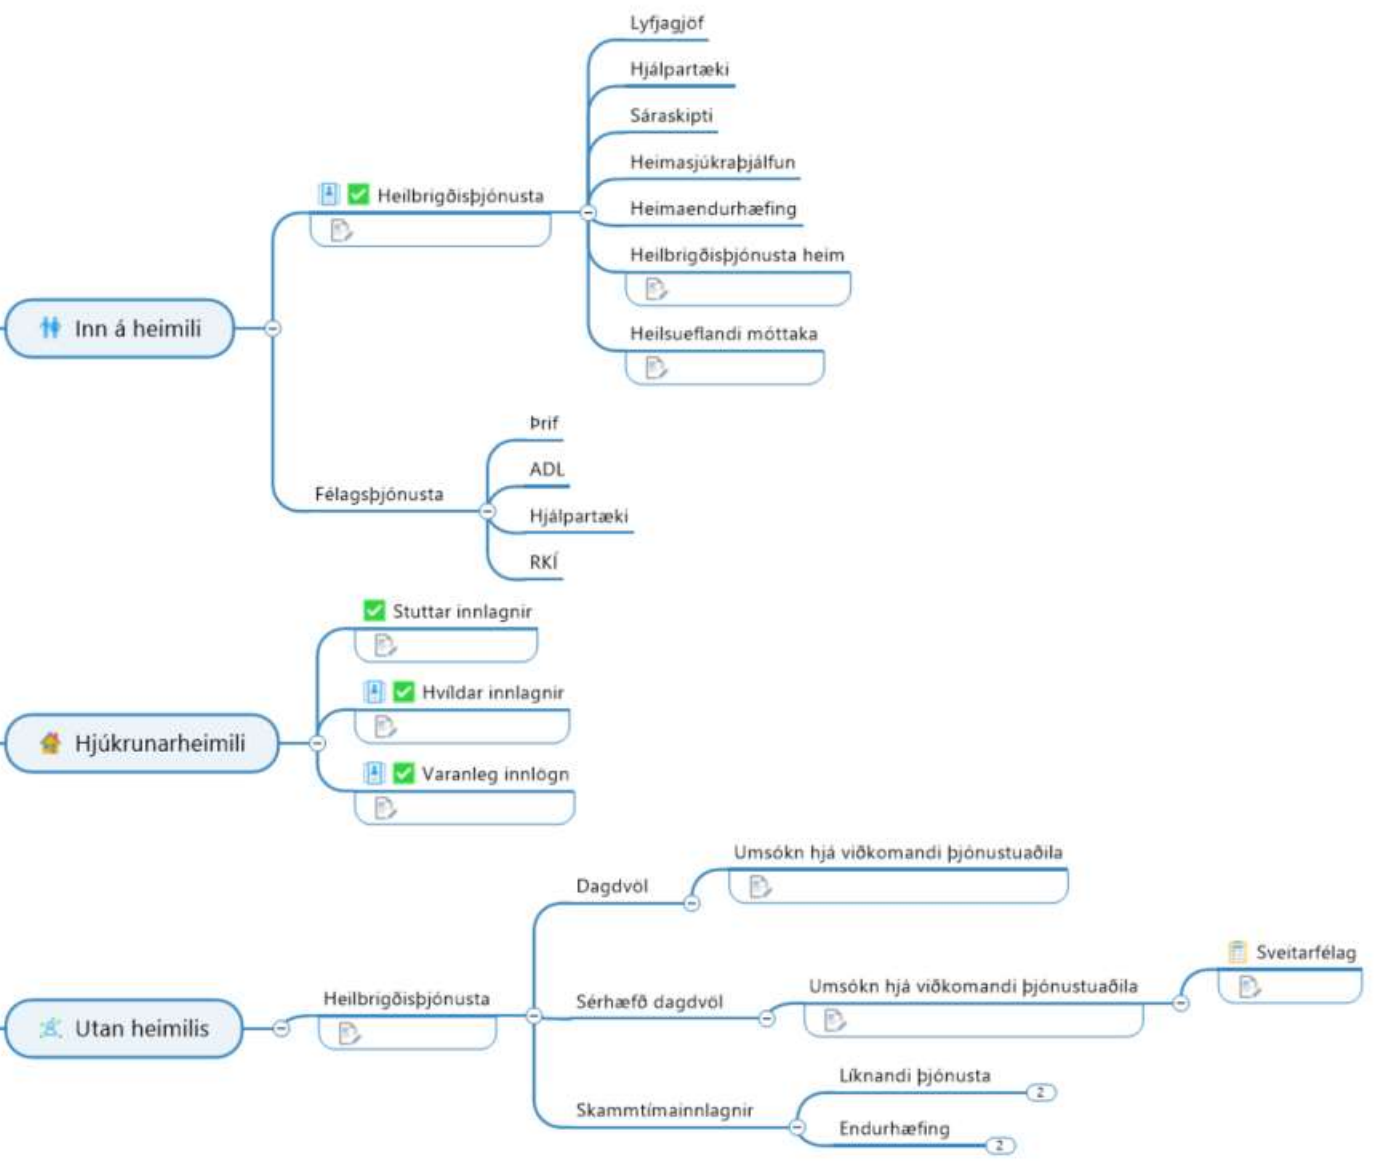 Lyfjagjöf
Hjálpartæki
Sáraskipti
Heimasjúkraþjálfun
Heilbrigðisþjónusta
Heimaendurhæfing
Heilbrigðisþjónusta heim
Inn á heimili
Heilsueflandi móttaka
Þrif
ADL
Félagsþjónusta
Hjálpartæki
RKÍ
Stuttar innlagnir
Hvíldar innlagnir
Hjúkrunarheimili
Varanleg innlögn
Umsókn hjá viðkomandi þjónustuaðila
Dagdvöl
Sveitarfélag
Umsókn hjá viðkomandi þjónustuaðila
Heilbrigðisþjónusta
Sérhæfð dagdvöl
Utan heimilis
Líknandi þjónusta
2
Skammtímainnlagnir
Endurhæfing
2